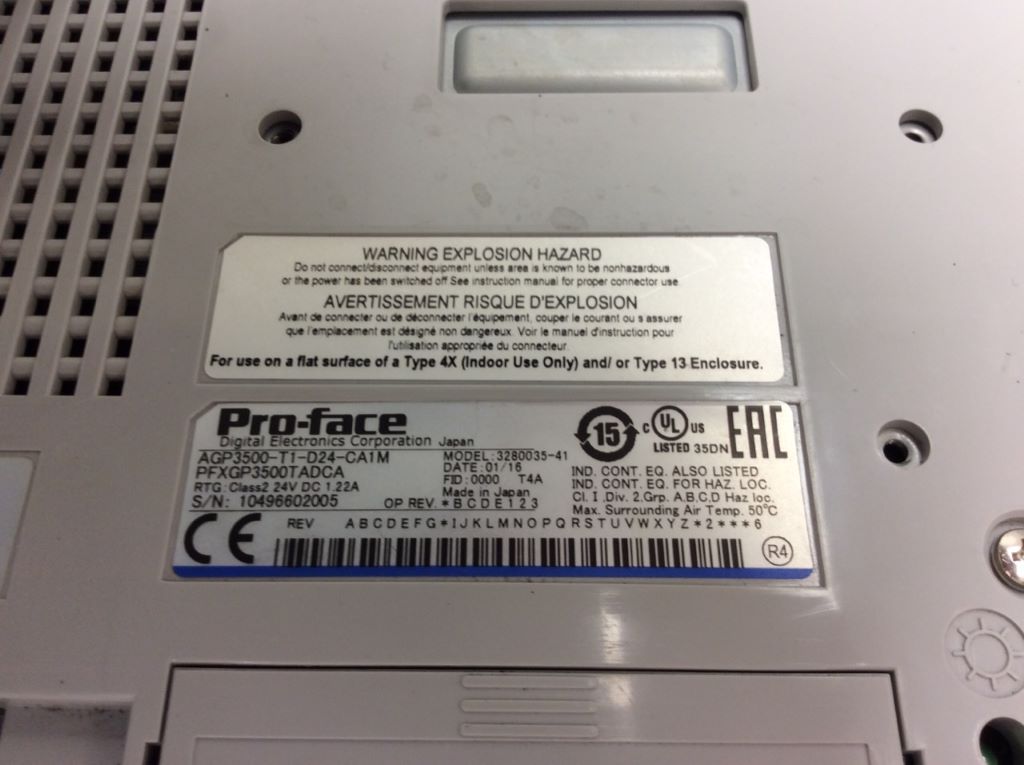 WARNING EXPLOSION HAZARD
Do not connect/disconnect equipment unless area is known to be nonhazardous
or the power has been switched off See instruction manual for proper connector use.
AVERTISSEMENT RISQUE D'EXPLOSION
Avant de connecter ou de déconnecter l'équipement, couper le courant ou s assurer
que l'emplacement est désigné non dangereux. Voir le manuel d'instruction pour
l'utilisation appropriée du connecteur.
For use on a flat surface of a Type 4X (Indoor Use Only) and/ or Type 13 Enclosure.
Pro-face
Digital Electronics Corporation Japan
AGP3500-T1-D24-CA1M
PFXGP3500TADCA
RTG: Class2 24V DC 1.22A
S/N: 10496602005
MODEL: 3280035-41
DATE: 01/16
FID: 0000 T4A
Made in Japan
OP REV. * B C D E 1 2 3
15
C UL US
LISTED 35DN
EAC
IND. CONT. EQ. ALSO LISTED
IND. CONT. EQ. FOR HAZ. LOC.
Cl. I ,Div. 2,Grp. A,B,C,D Haz loc.
Max. Surrounding Air Temp. 50°C
CE
REV A B C D E F G * I J K L M N O P Q R S T U V W X Y Z * 2 * * * 6
R4